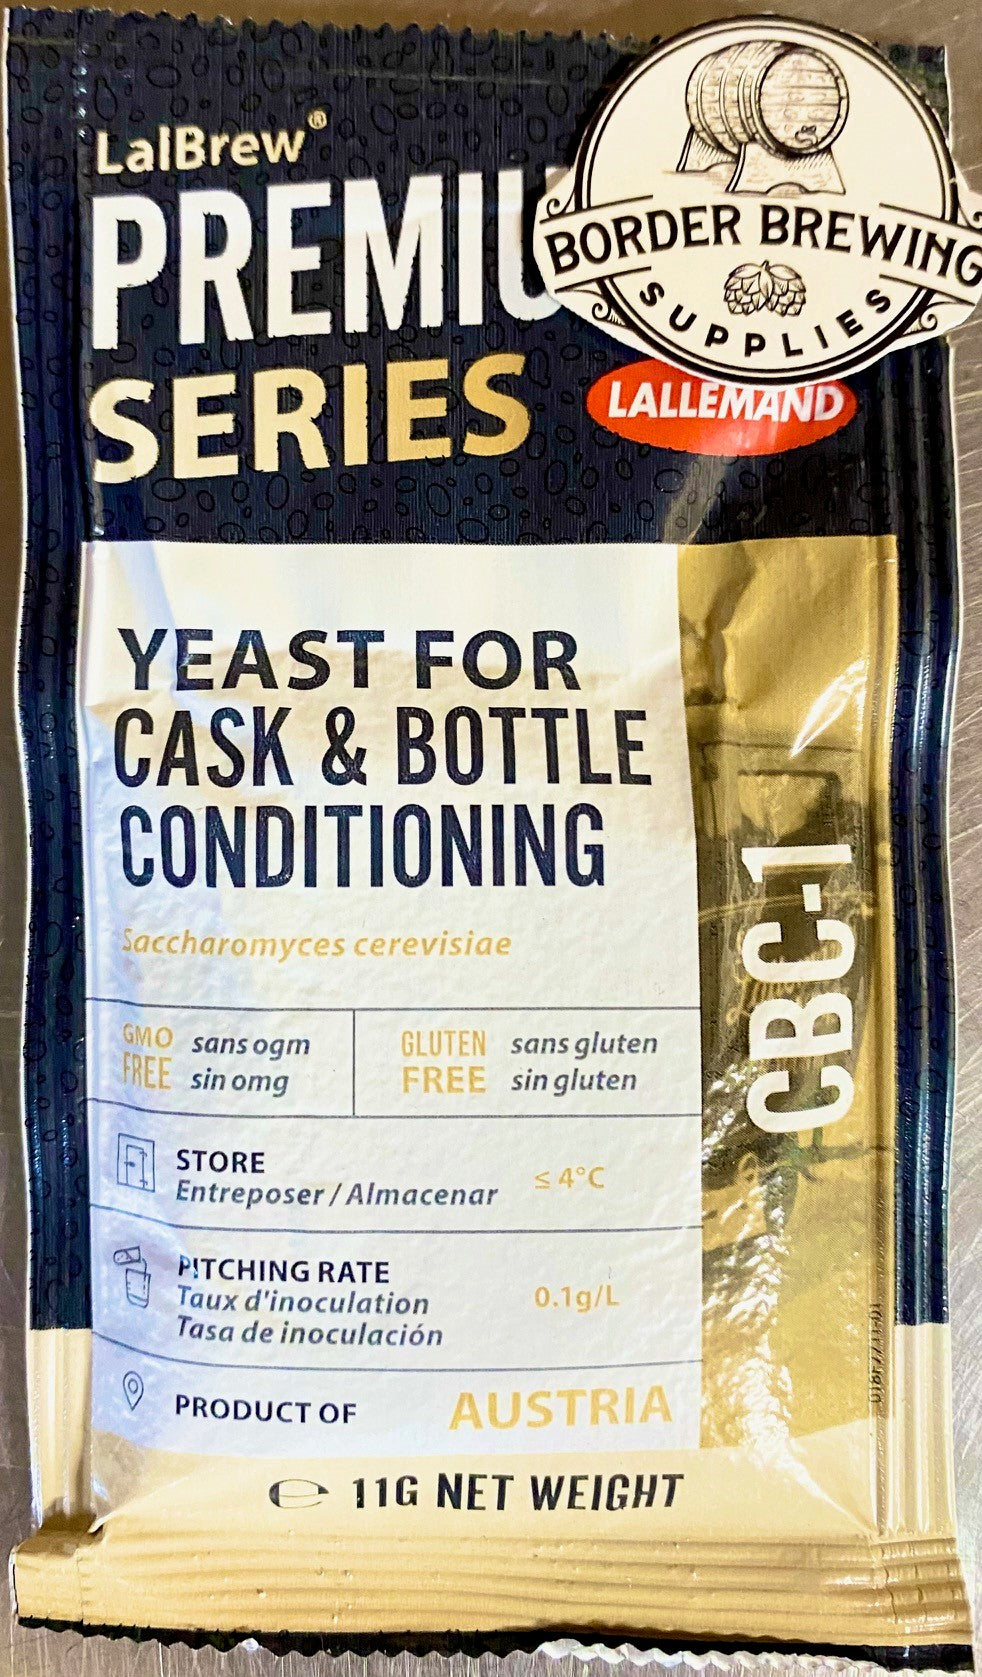 LalBrew®
PREMIU
SERIES
BORDER BREWING
SUPPLIES
LALLEMAND
YEAST FOR
CASK & BOTTLE
CONDITIONING
Saccharomyces cerevisiae
GMO FREE
sans ogm
sin omg
GLUTEN FREE
sans gluten
sin gluten
CBC-1
STORE
Entreposer / Almacenar
≤ 4°C
PITCHING RATE
Taux d'inoculation
Tasa de inoculación
0.1g/L
PRODUCT OF AUSTRIA
℮ 11G NET WEIGHT